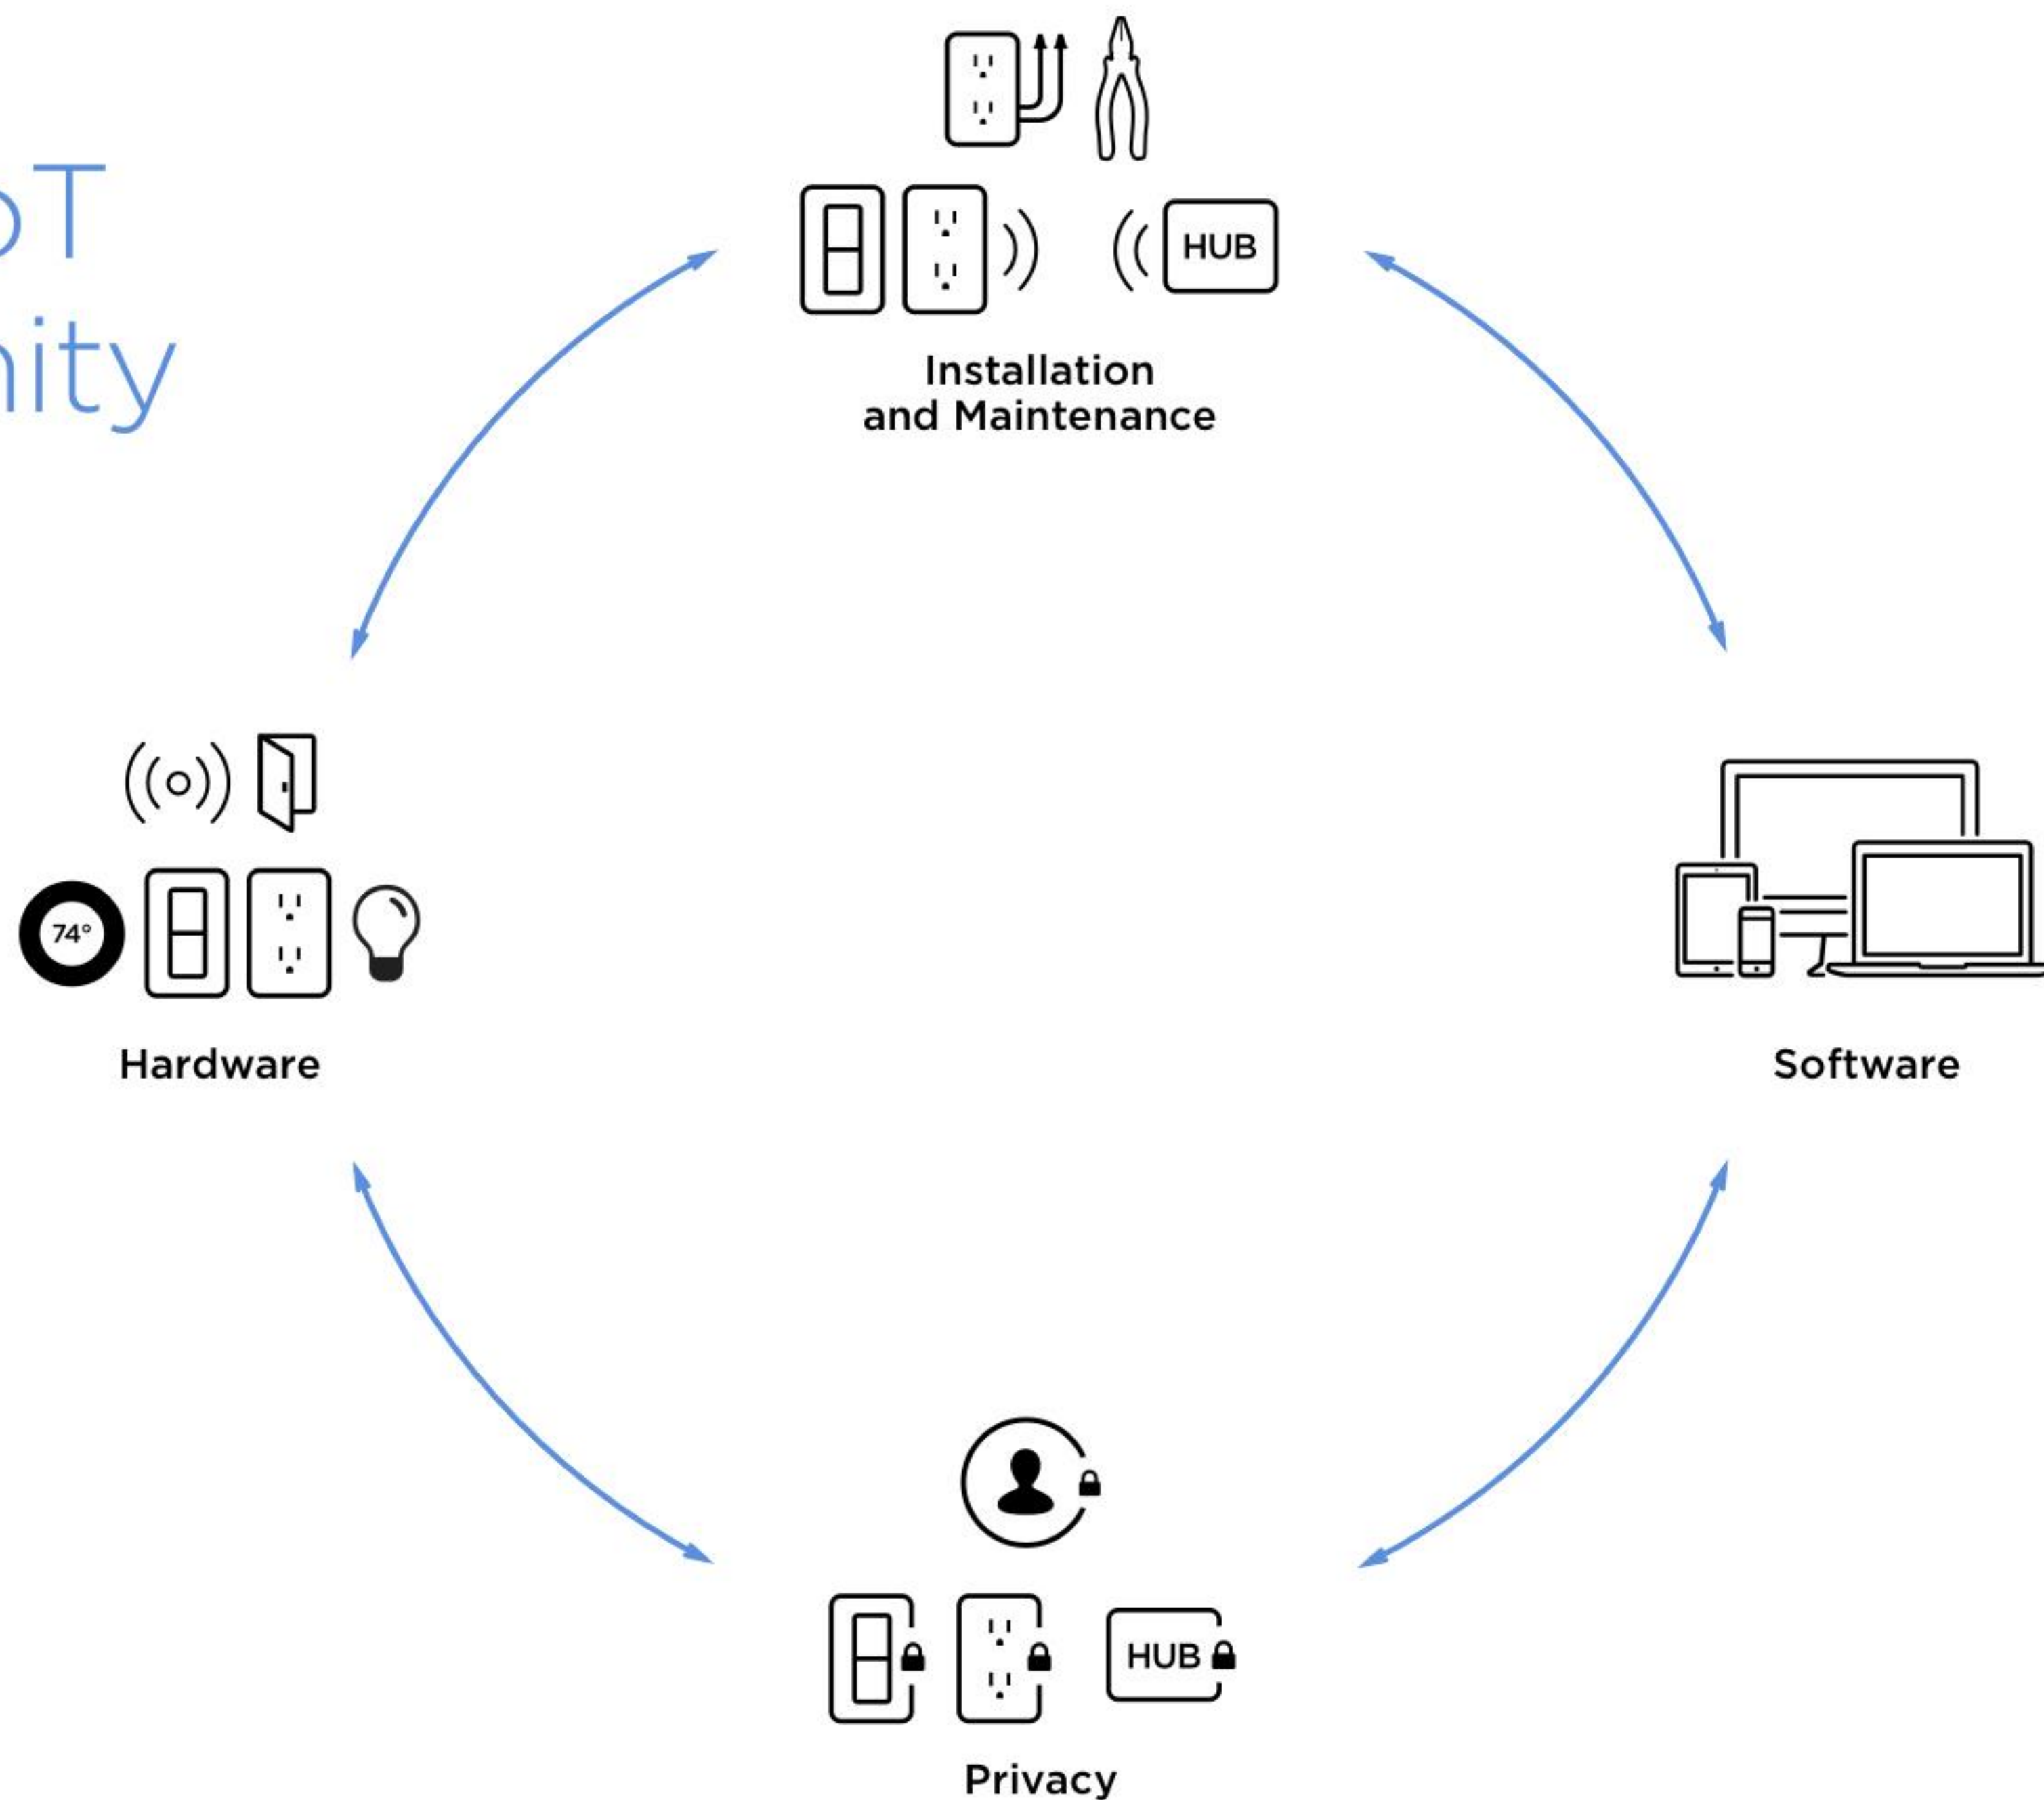 oT
nity
HUB
Installation
and Maintenance
74°
Hardware
Software
HUB
Privacy